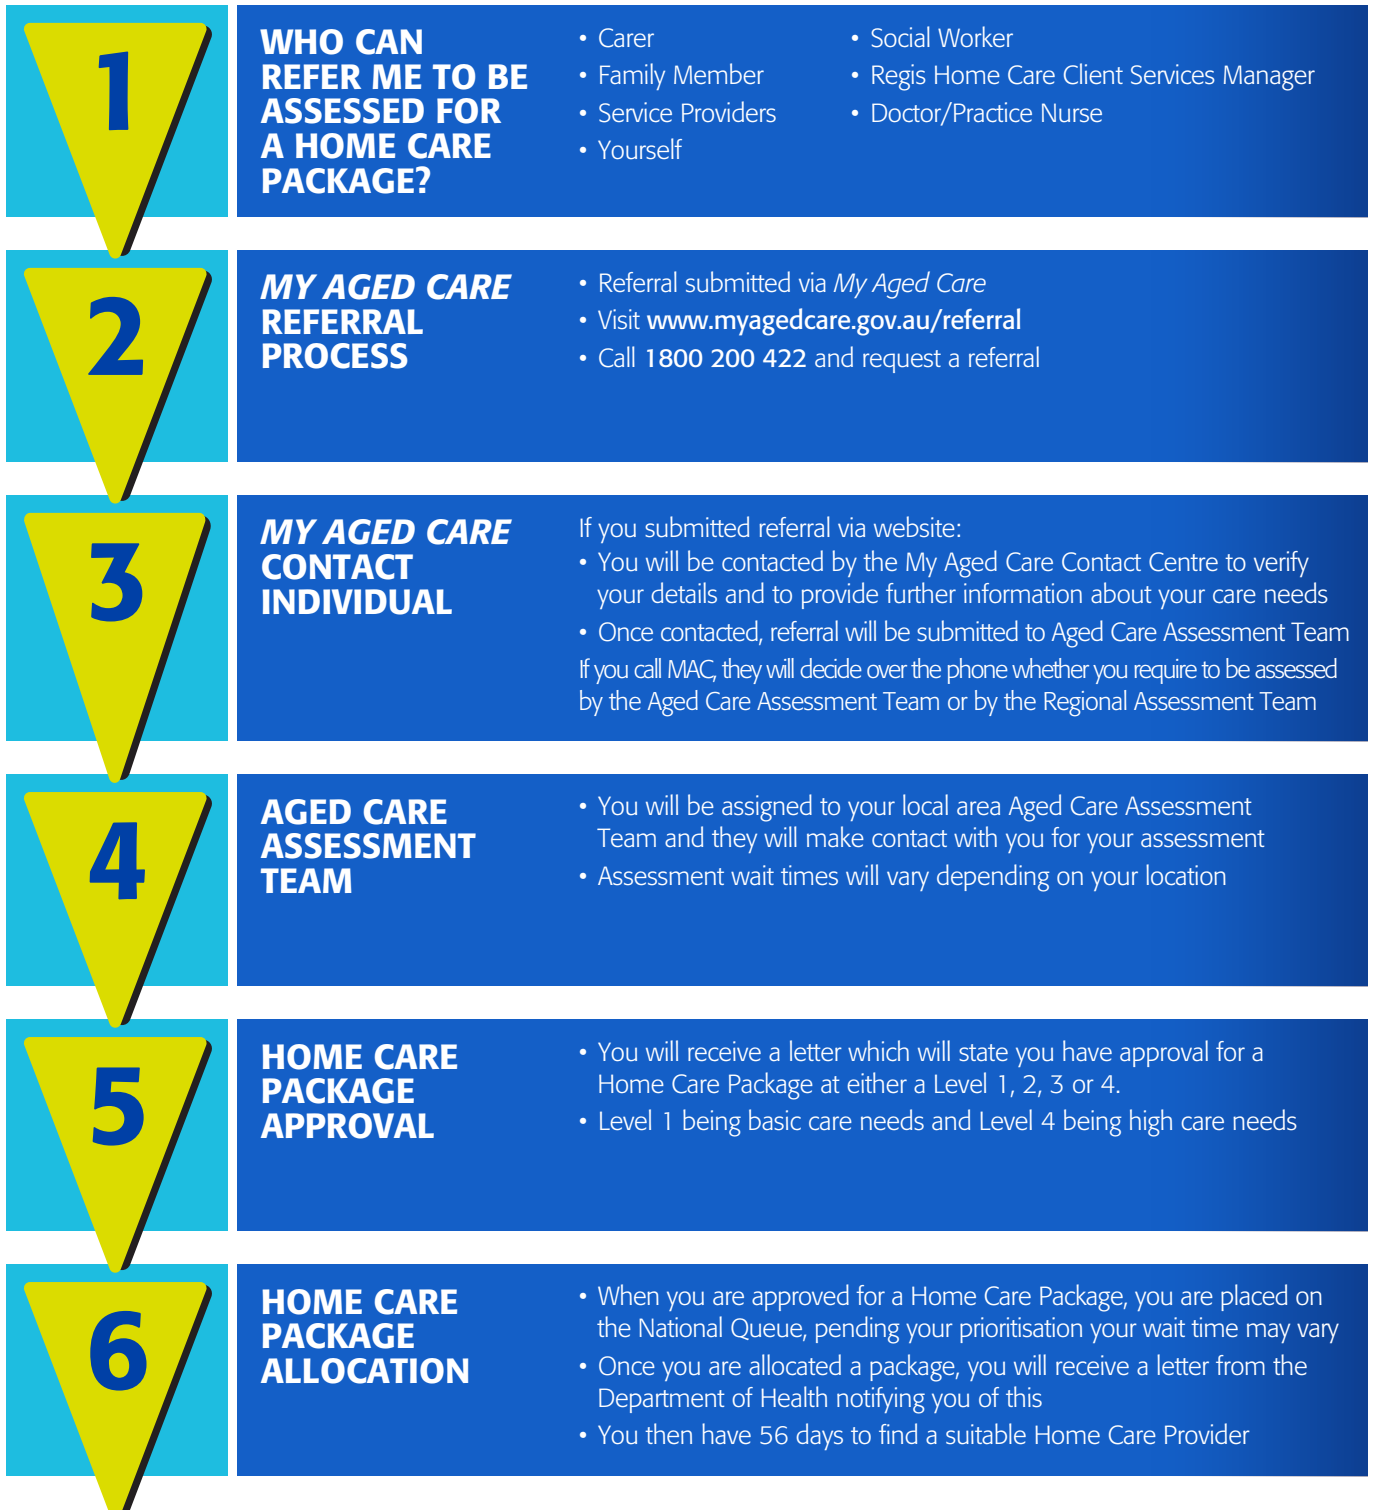 1
WHO CAN
REFER ME TO BE
ASSESSED FOR
A HOME CARE
PACKAGE?
• Carer
• Family Member
• Service Providers
• Yourself
• Social Worker
• Regis Home Care Client Services Manager
• Doctor/Practice Nurse
2
MY AGED CARE
REFERRAL
PROCESS
• Referral submitted via My Aged Care
• Visit www.myagedcare.gov.au/referral
• Call 1800 200 422 and request a referral
3
MY AGED CARE
CONTACT
INDIVIDUAL
If you submitted referral via website:
• You will be contacted by the My Aged Care Contact Centre to verify
your details and to provide further information about your care needs
• Once contacted, referral will be submitted to Aged Care Assessment Team
If you call MAC, they will decide over the phone whether you require to be assessed
by the Aged Care Assessment Team or by the Regional Assessment Team
4
AGED CARE
ASSESSMENT
TEAM
• You will be assigned to your local area Aged Care Assessment
Team and they will make contact with you for your assessment
• Assessment wait times will vary depending on your location
5
HOME CARE
PACKAGE
APPROVAL
• You will receive a letter which will state you have approval for a
Home Care Package at either a Level 1, 2, 3 or 4.
• Level 1 being basic care needs and Level 4 being high care needs
6
HOME CARE
PACKAGE
ALLOCATION
• When you are approved for a Home Care Package, you are placed on
the National Queue, pending your prioritisation your wait time may vary
• Once you are allocated a package, you will receive a letter from the
Department of Health notifying you of this
• You then have 56 days to find a suitable Home Care Provider